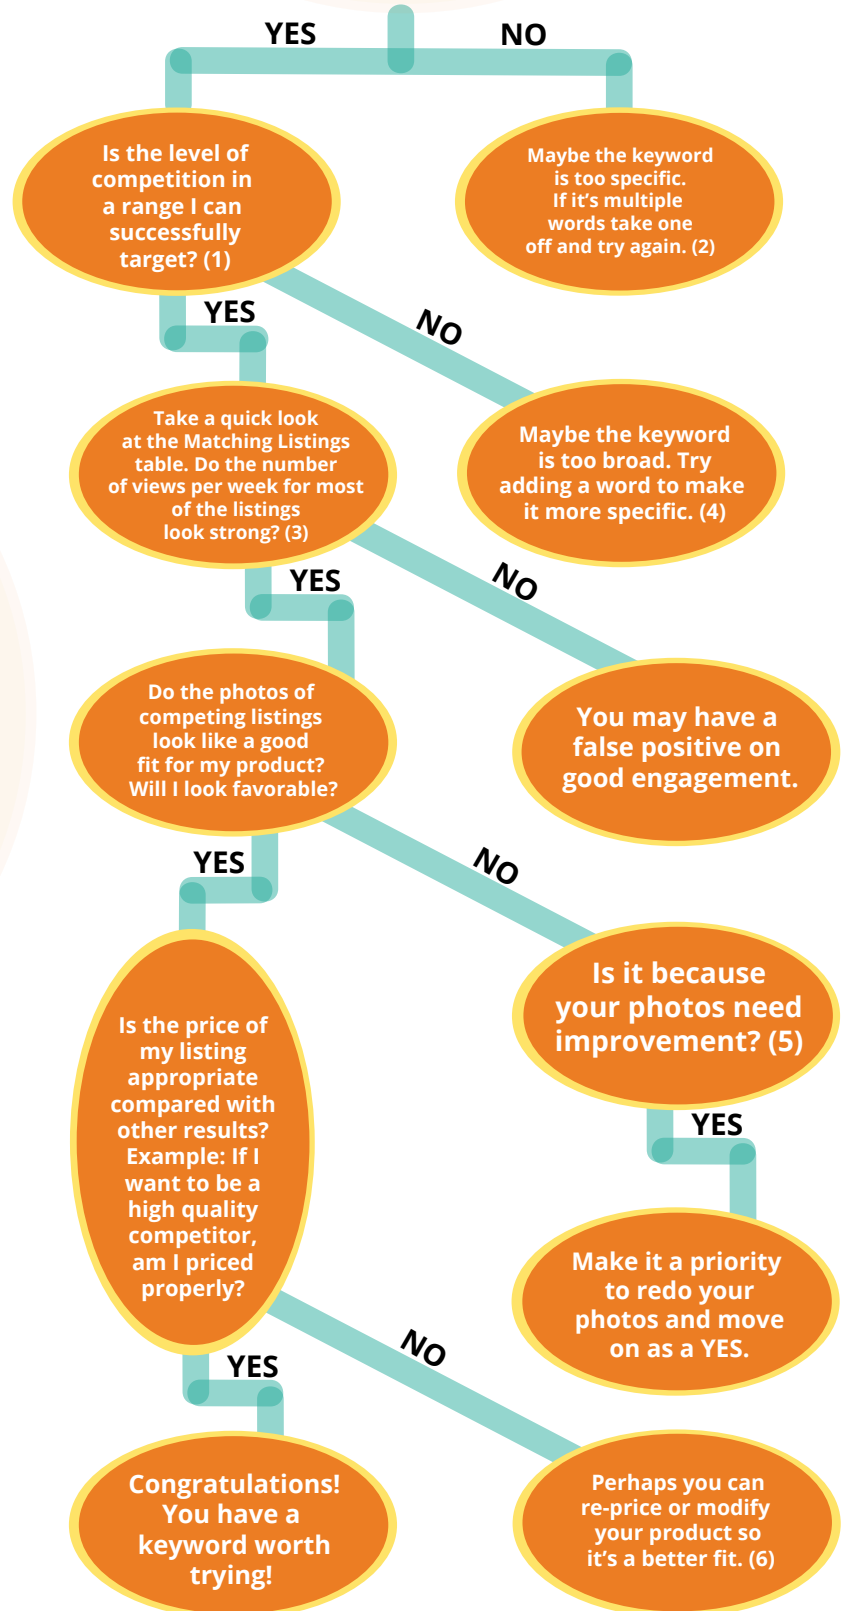 YES
NO
Is the level of
competition in
a range I can
successfully
target? (1)
Maybe the keyword
is too specific.
If it’s multiple
words take one
off and try again. (2)
YES
NO
Take a quick look
at the Matching Listings
table. Do the number
of views per week for most
of the listings
look strong? (3)
Maybe the keyword
is too broad. Try
adding a word to make
it more specific. (4)
YES
NO
Do the photos of
competing listings
look like a good
fit for my product?
Will I look favorable?
You may have a
false positive on
good engagement.
YES
NO
Is the price of
my listing
appropriate
compared with
other results?
Example: If I
want to be a
high quality
competitor,
am I priced
properly?
Is it because
your photos need
improvement? (5)
YES
Make it a priority
to redo your
photos and move
on as a YES.
YES
NO
Congratulations!
You have a
keyword worth
trying!
Perhaps you can
re-price or modify
your product so
it’s a better fit. (6)